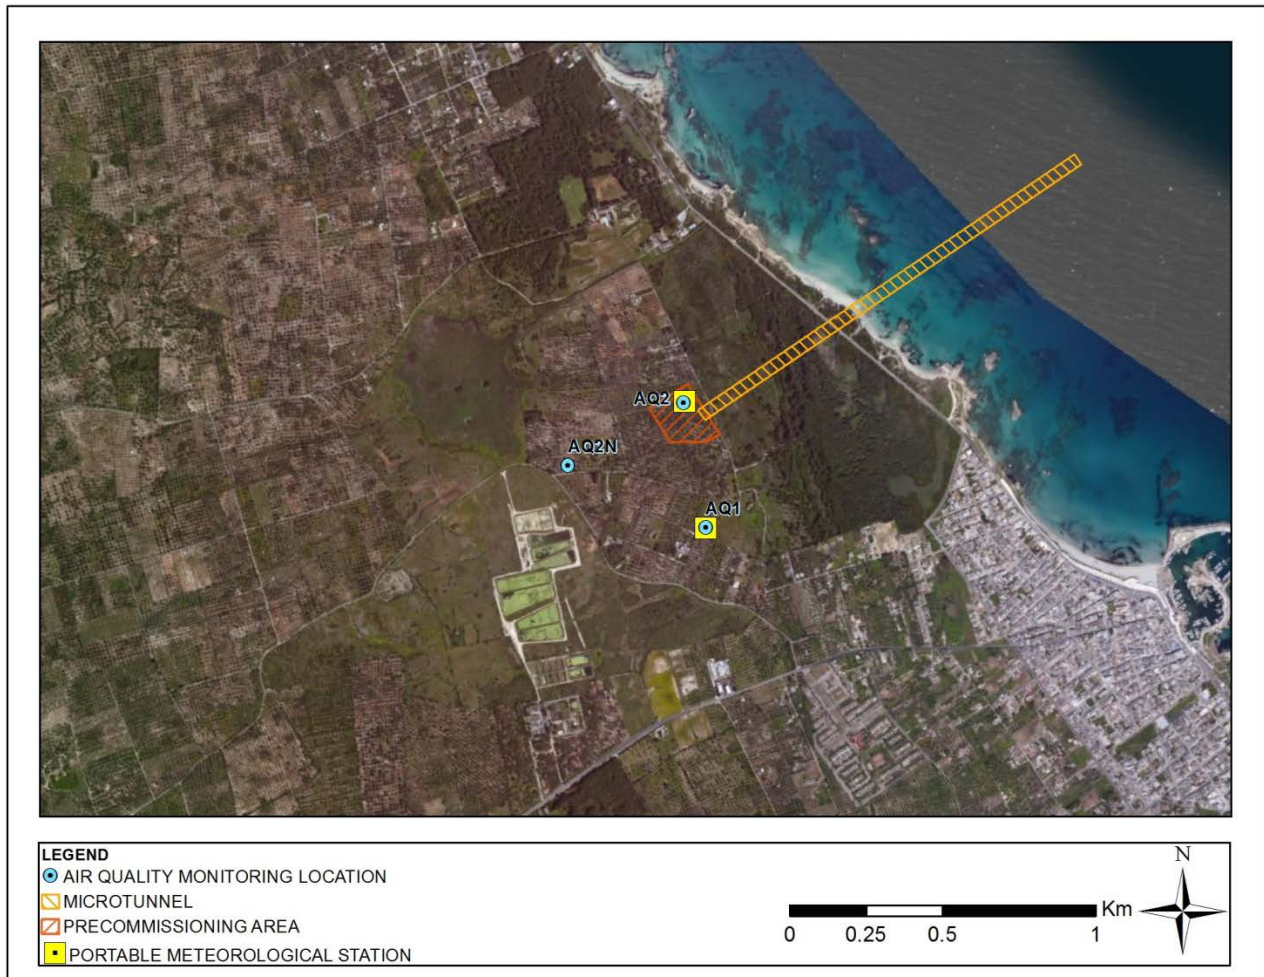 AQ2
AQ2N
AQ1
LEGEND
AIR QUALITY MONITORING LOCATION
MICROTUNNEL
PRECOMMISSIONING AREA
PORTABLE METEOROLOGICAL STATION
N
Km
0 0.25 0.5 1